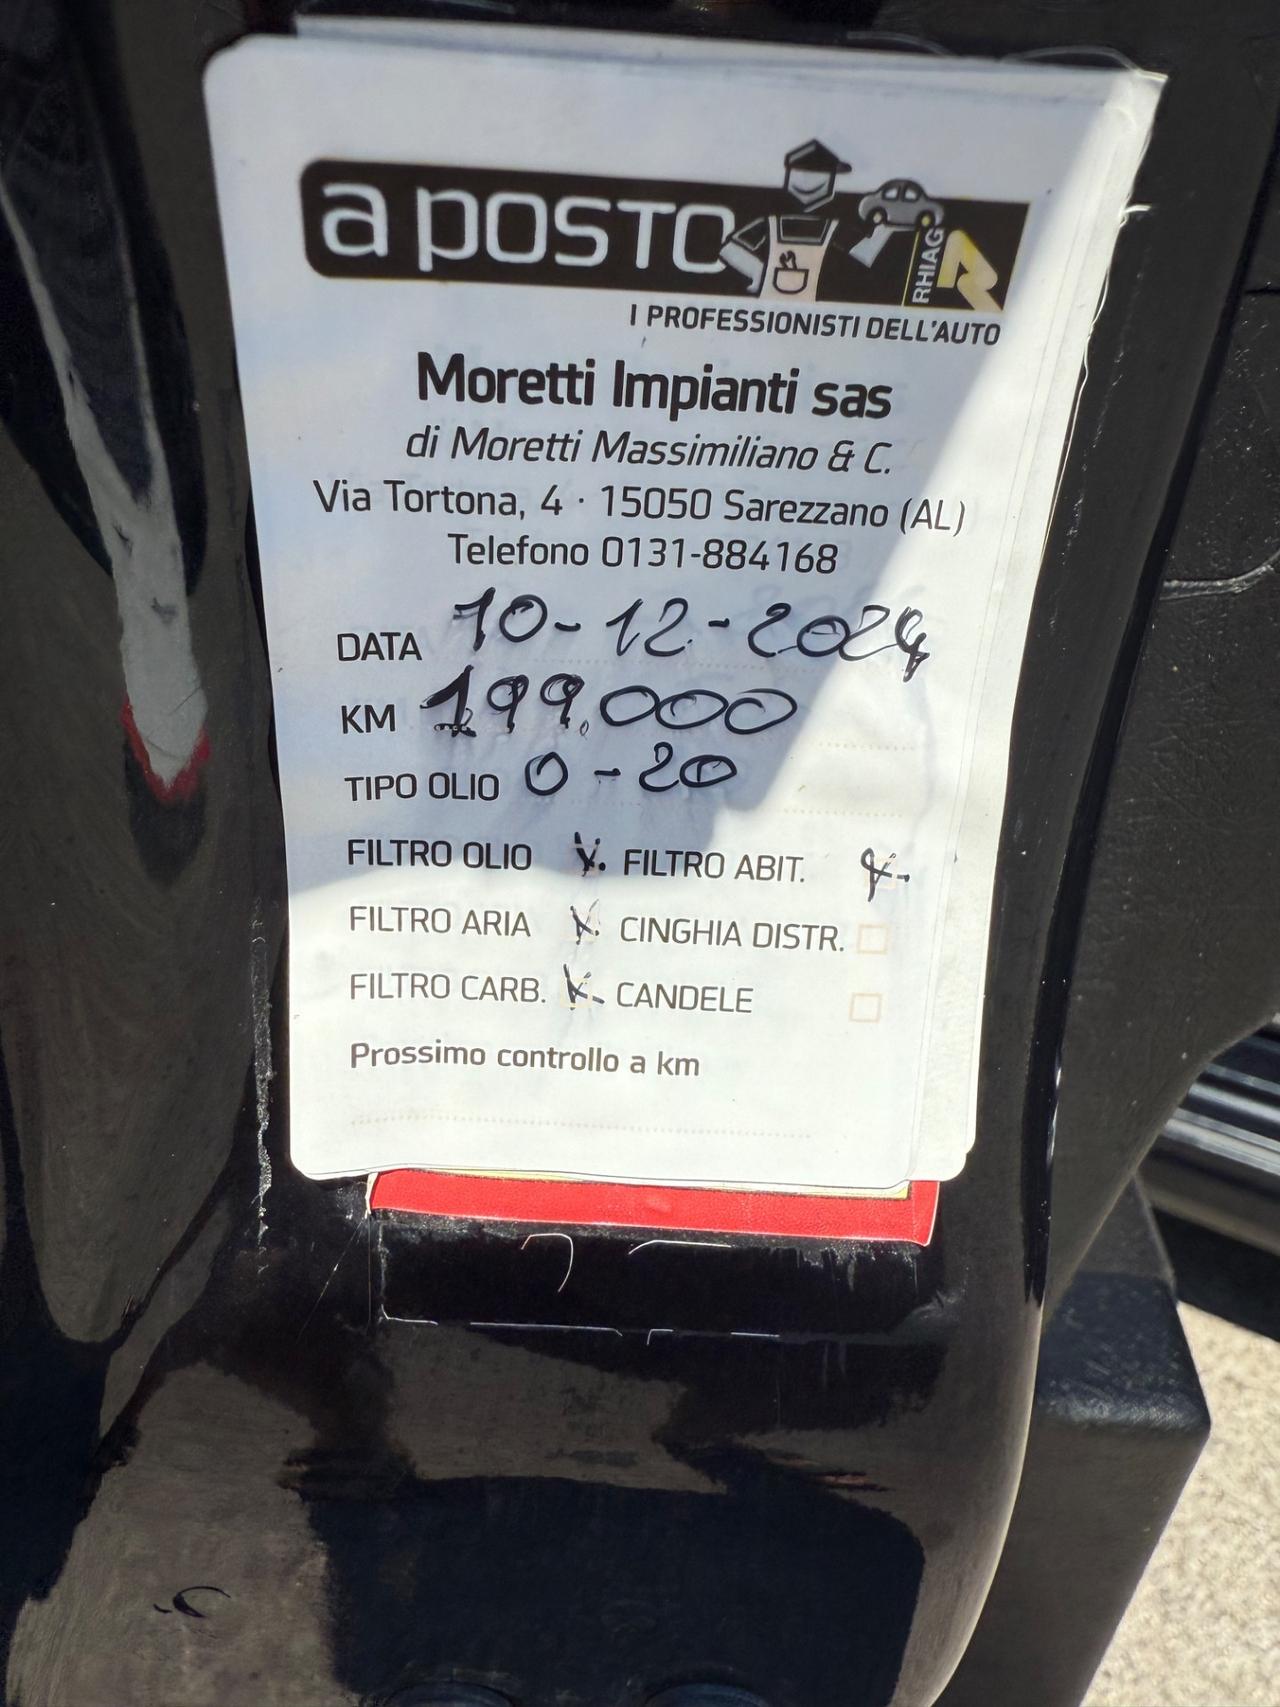 a posto
RHIAG
I PROFESSIONISTI DELL'AUTO
Moretti Impianti sas
di Moretti Massimiliano & C.
Via Tortona, 4 · 15050 Sarezzano (AL)
Telefono 0131-884168
DATA 10-12-2024
KM 199.000
TIPO OLIO 0-20
FILTRO OLIO x. FILTRO ABIT. x.
FILTRO ARIA x. CINGHIA DISTR. □
FILTRO CARB. x. CANDELE □
Prossimo controllo a km